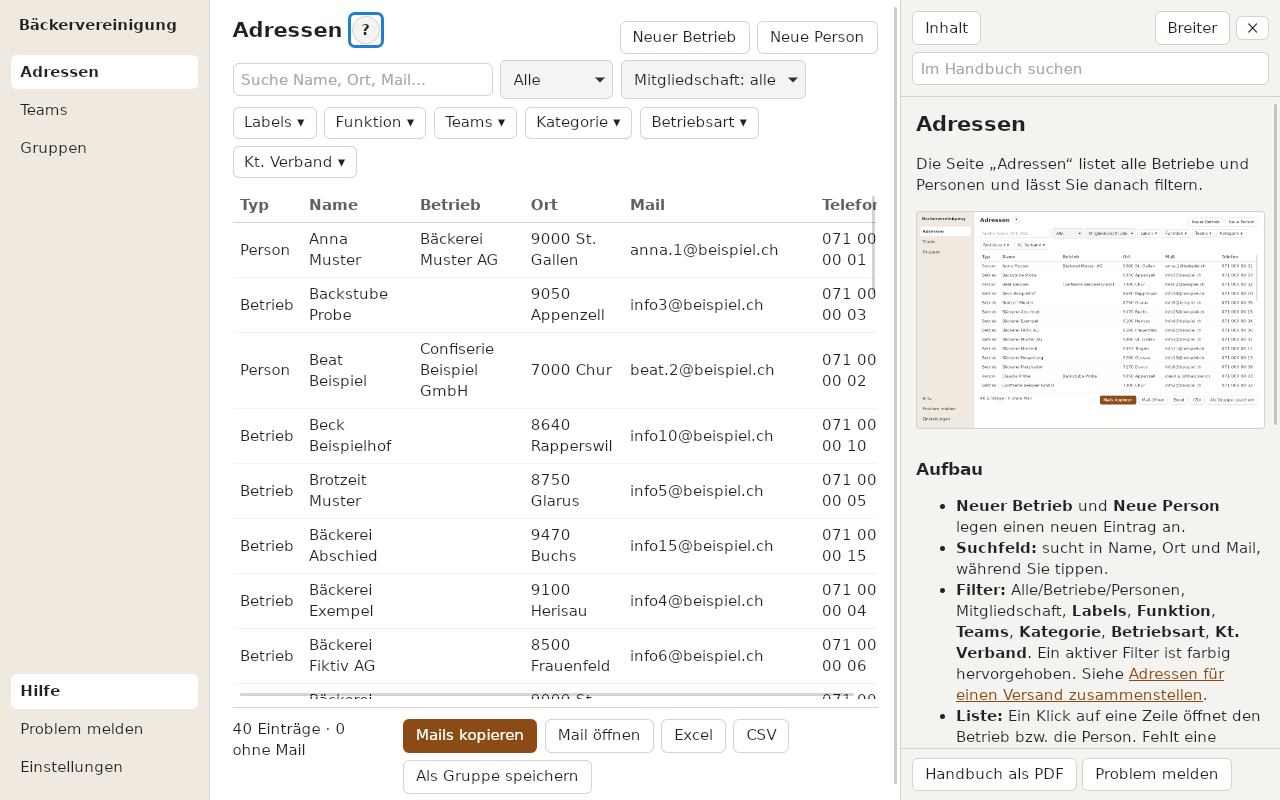 Bäckervereinigung
Adressen
Teams
Gruppen
Hilfe
Problem melden
Einstellungen
Adressen ?
Neuer Betrieb Neue Person
Suche Name, Ort, Mail... Alle Mitgliedschaft: alle
Labels ▾ Funktion ▾ Teams ▾ Kategorie ▾ Betriebsart ▾
Kt. Verband ▾
Typ Name Betrieb Ort Mail Telefon
Person Anna Muster Bäckerei Muster AG 9000 St. Gallen anna.1@beispiel.ch 071 00 00 01
Betrieb Backstube Probe 9050 Appenzell info3@beispiel.ch 071 00 00 03
Person Beat Beispiel Confiserie Beispiel GmbH 7000 Chur beat.2@beispiel.ch 071 00 00 02
Betrieb Beck Beispielhof 8640 Rapperswil info10@beispiel.ch 071 00 00 10
Betrieb Brotzeit Muster 8750 Glarus info5@beispiel.ch 071 00 00 05
Betrieb Bäckerei Abschied 9470 Buchs info15@beispiel.ch 071 00 00 15
Betrieb Bäckerei Exempel 9100 Herisau info4@beispiel.ch 071 00 00 04
Betrieb Bäckerei Fiktiv AG 8500 Frauenfeld info6@beispiel.ch 071 00 00 06
Bäckerei 9000 St. 071 00
40 Einträge · 0 ohne Mail
Mails kopieren Mail öffnen Excel CSV
Als Gruppe speichern
Inhalt Breiter ×
Im Handbuch suchen
Adressen
Die Seite „Adressen“ listet alle Betriebe und
Personen und lässt Sie danach filtern.
Aufbau
• Neuer Betrieb und Neue Person
legen einen neuen Eintrag an.
• Suchfeld: sucht in Name, Ort und Mail,
während Sie tippen.
• Filter: Alle/Betriebe/Personen,
Mitgliedschaft, Labels, Funktion,
Teams, Kategorie, Betriebsart, Kt.
Verband. Ein aktiver Filter ist farbig
hervorgehoben. Siehe Adressen für
einen Versand zusammenstellen.
• Liste: Ein Klick auf eine Zeile öffnet den
Betrieb bzw. die Person. Fehlt eine
Handbuch als PDF Problem melden